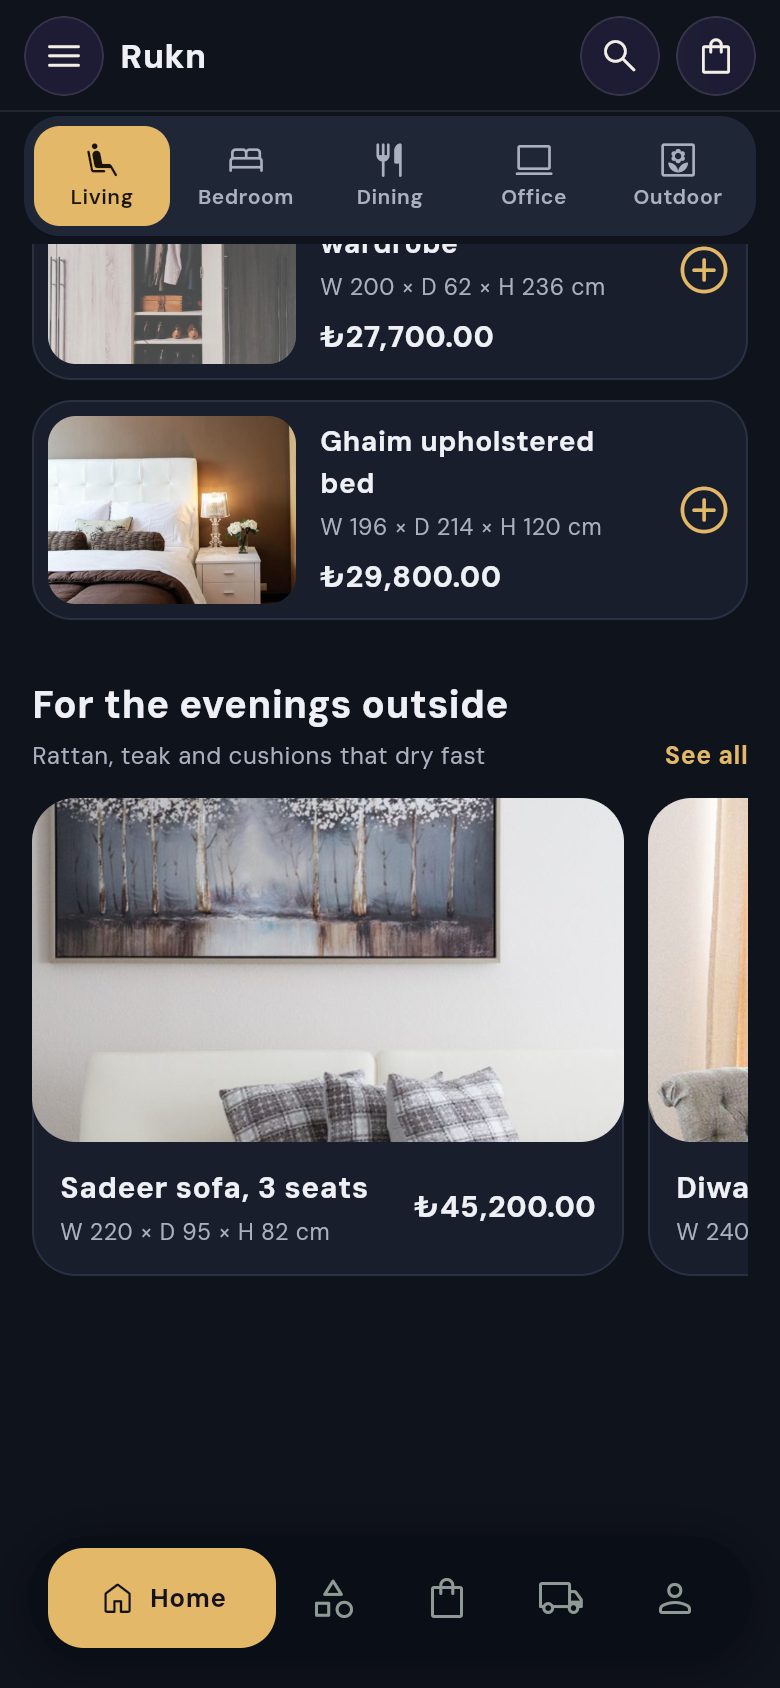 Rukn
Living
Bedroom
Dining
Office
Outdoor
wardrobe
W 200 × D 62 × H 236 cm
₺27,700.00
Ghaim upholstered
bed
W 196 × D 214 × H 120 cm
₺29,800.00
For the evenings outside
Rattan, teak and cushions that dry fast
See all
Sadeer sofa, 3 seats
W 220 × D 95 × H 82 cm
₺45,200.00
Diwa
W 240
Home